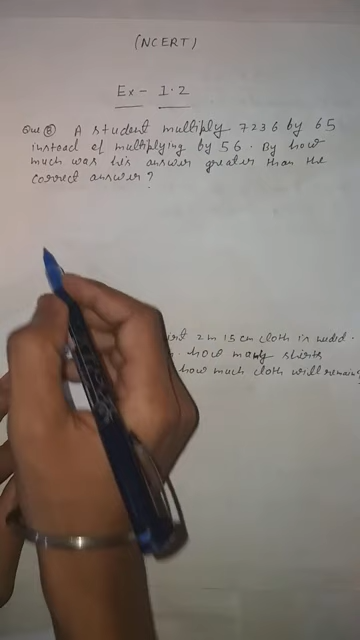 (NCERT)
Ex - 1.2
Que ⑧ A student multiply 7236 by 65
instead of multiplying by 56. By how
much was his answer greater than the
correct answer?
2 m 15 cm cloth is needed.
how many shirts
how much cloth will remaining